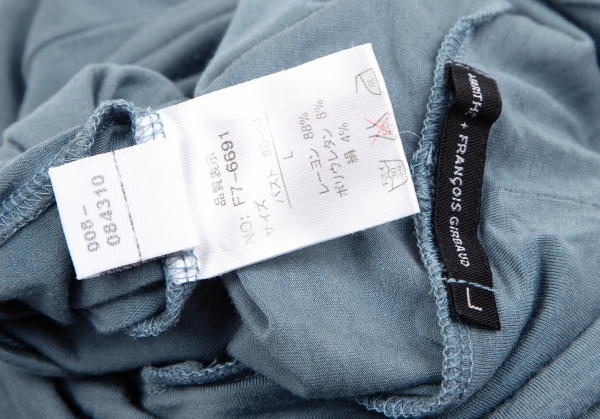 008-
084310
品質表示
NO: F7-6691
サイズ
バスト 86-94
L
レーヨン 88%
ポリウレタン 8%
絹 4%
+ FRANÇOIS GIRBAUD
L